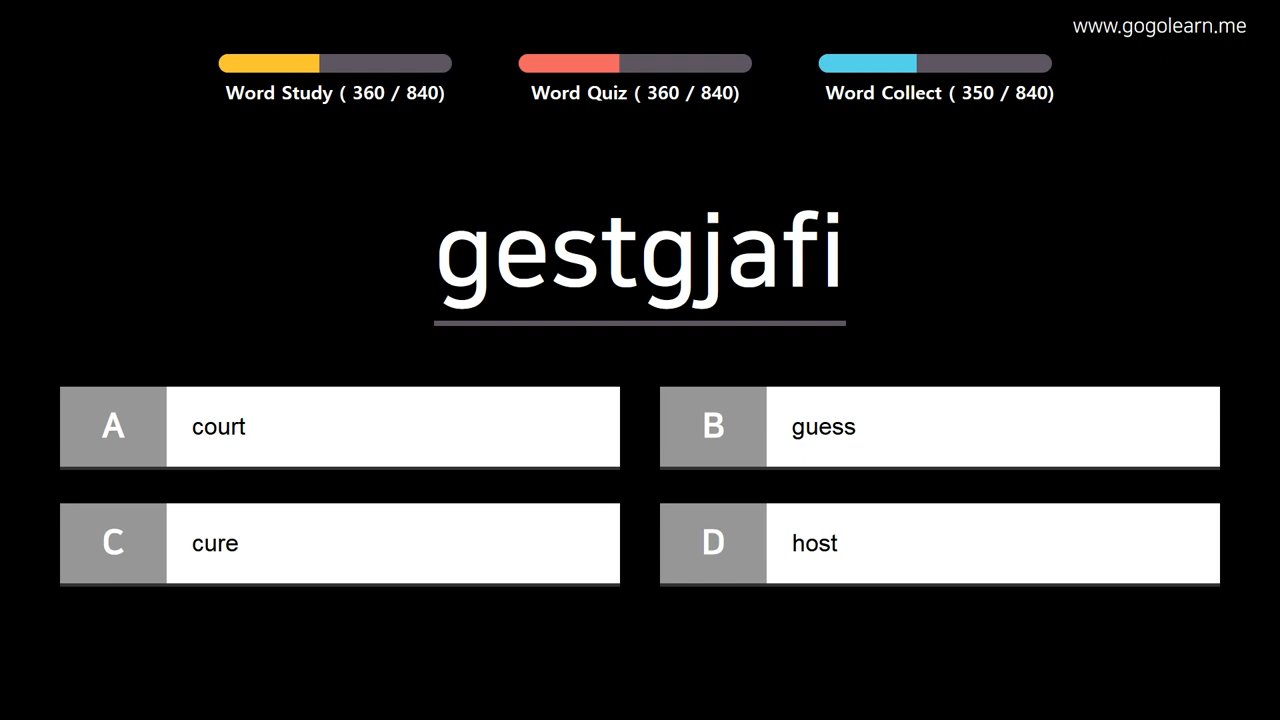 www.gogolearn.me
Word Study ( 360 / 840)
Word Quiz ( 360 / 840)
Word Collect ( 350 / 840)
gestgjafi
A court
B guess
C cure
D host